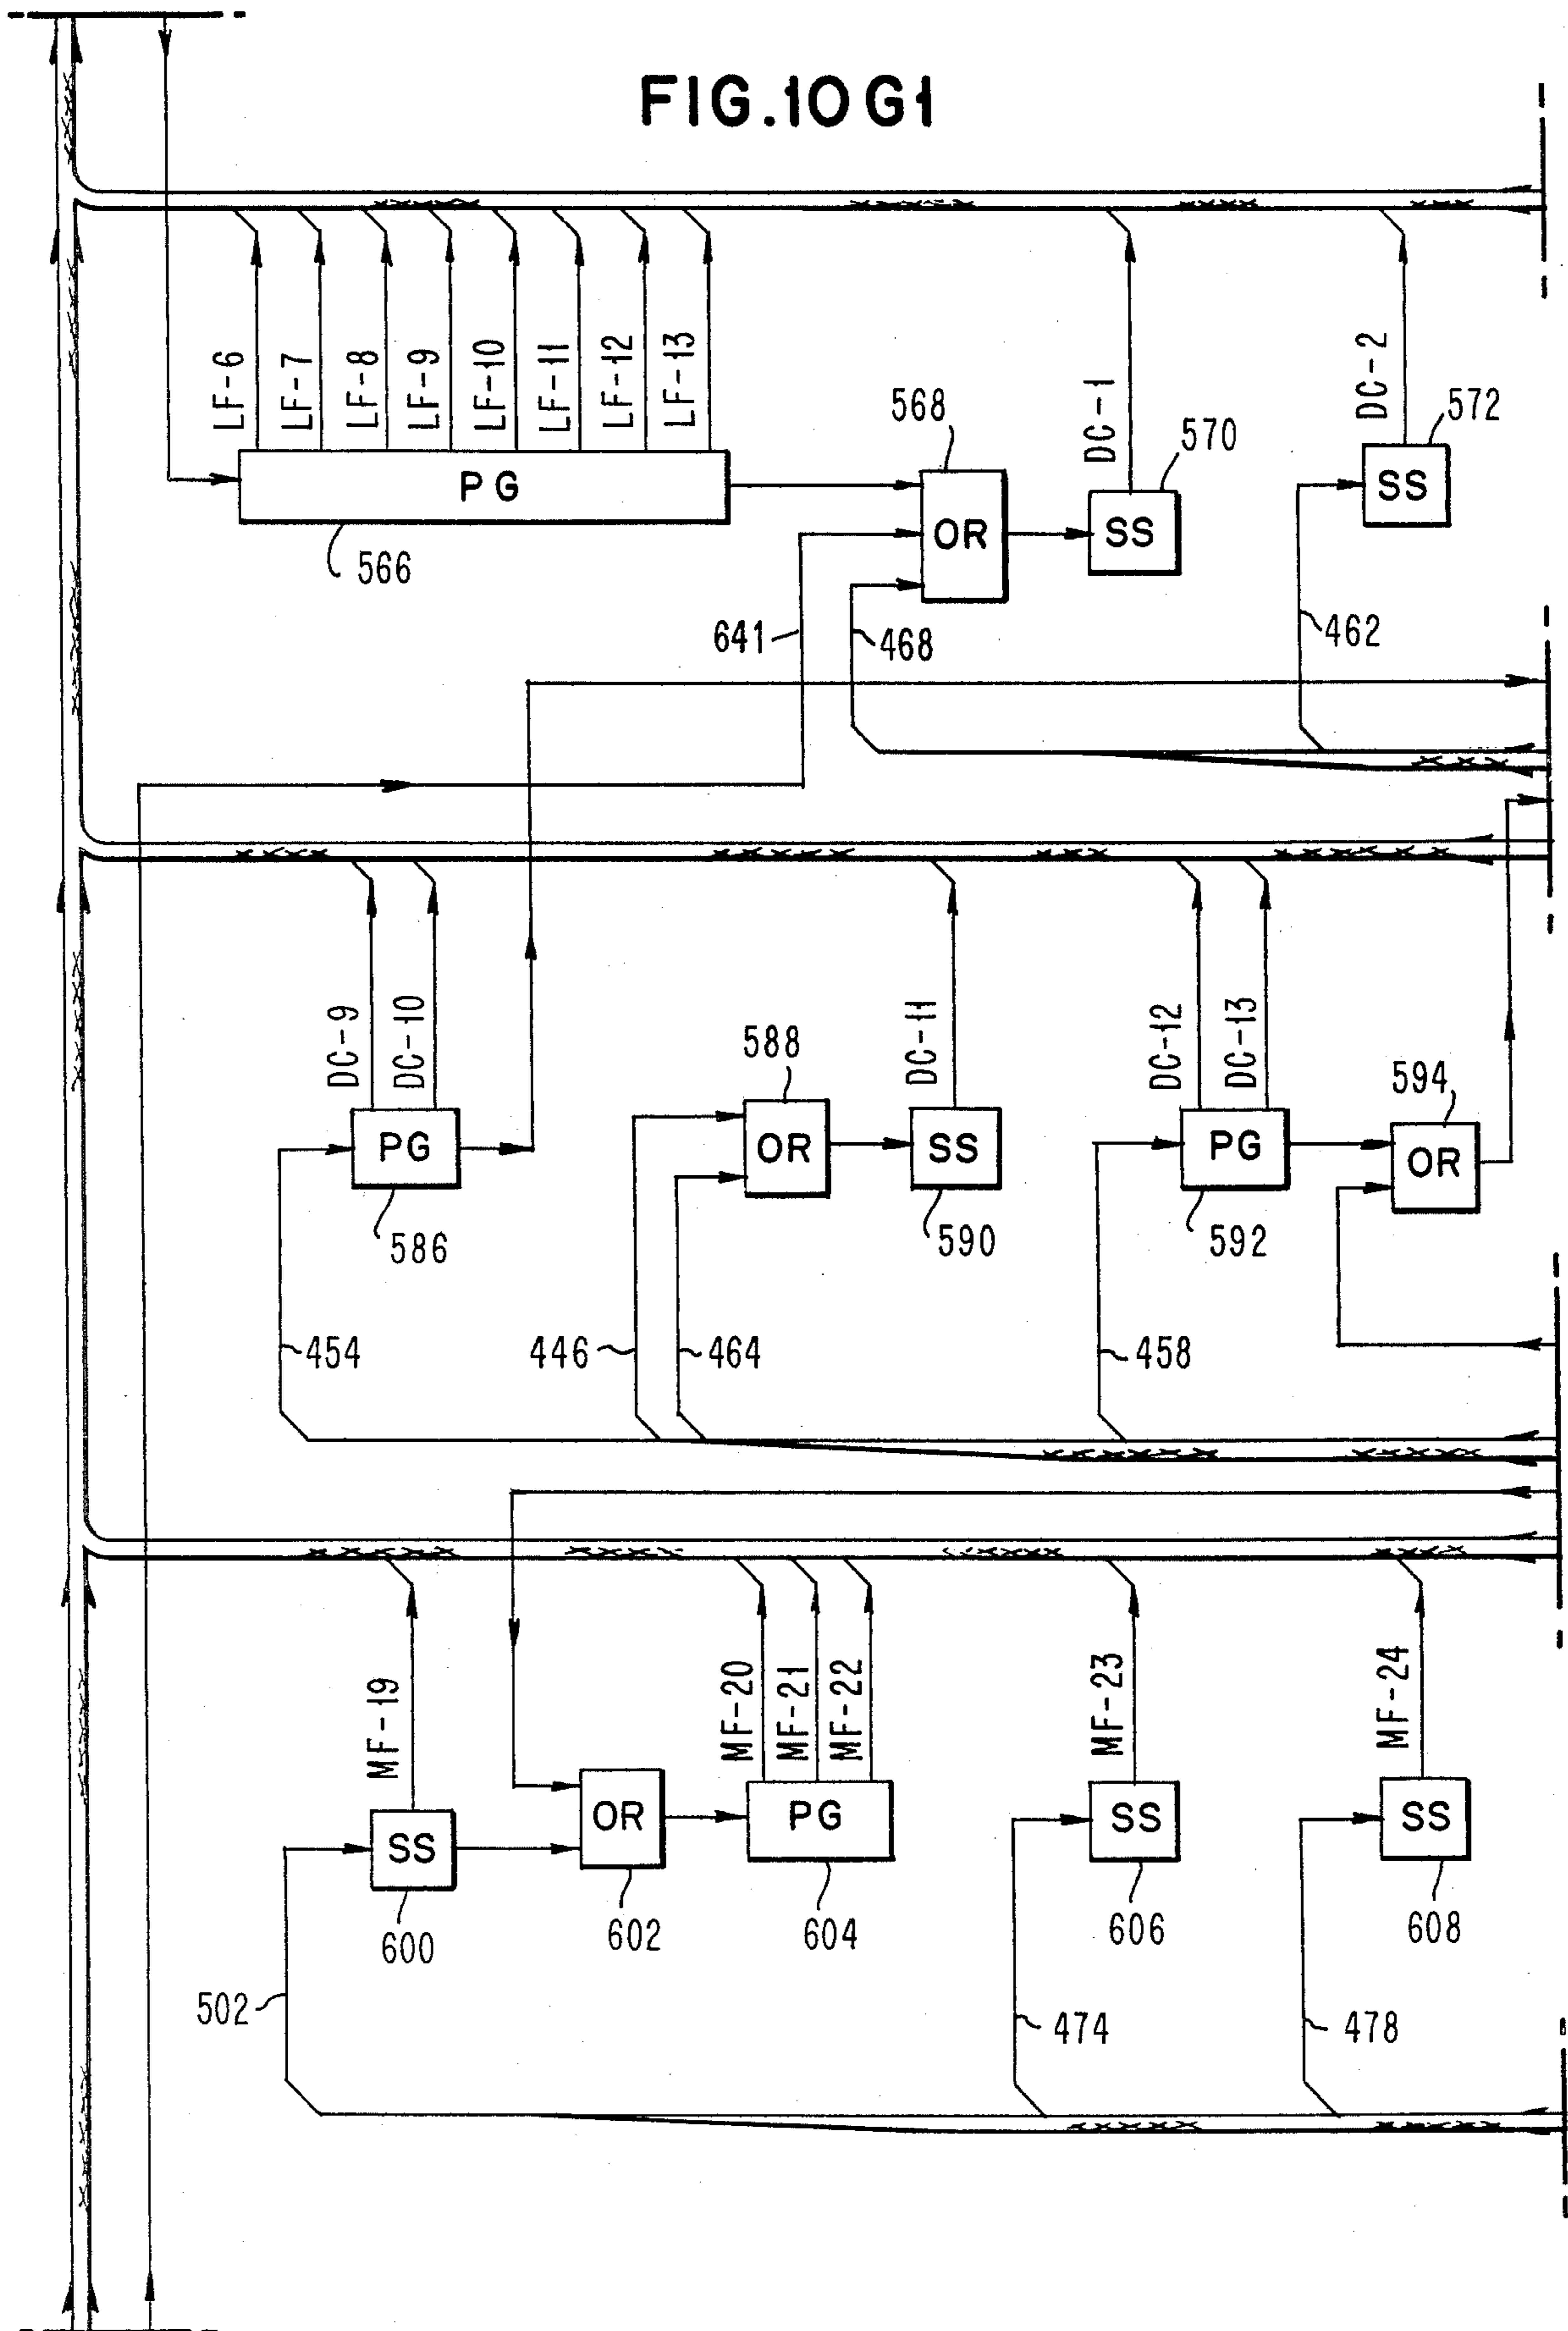 FIG.10G1
LF-6
LF-7
LF-8
LF-9
LF-10
LF-11
LF-12
LF-13
DC-1
DC-2
PG
566
568
OR
570
SS
572
SS
641
468
462
DC-9
DC-10
DC-11
DC-12
DC-13
PG
586
588
OR
SS
590
PG
592
594
OR
454
446
464
458
MF-19
MF-20
MF-21
MF-22
MF-23
MF-24
SS
600
OR
602
PG
604
SS
606
SS
608
502
474
478